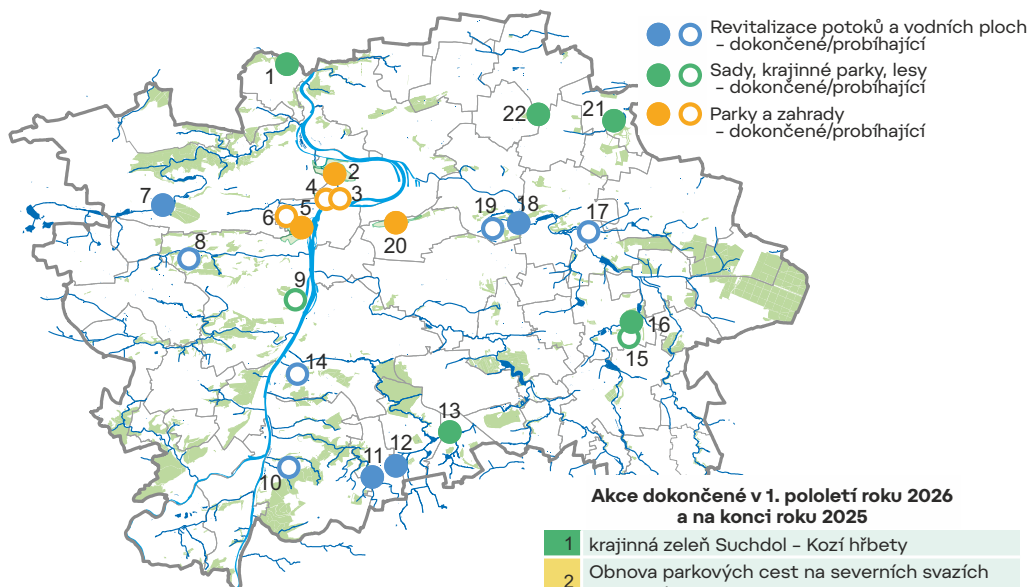 Revitalizace potoků a vodních ploch
– dokončené/probíhající
Sady, krajinné parky, lesy
– dokončené/probíhající
Parky a zahrady
– dokončené/probíhající
1
22
21
2
4
3
7
5
6
19
18
17
20
8
9
16
15
14
13
12
11
10
Akce dokončené v 1. pololetí roku 2026
a na konci roku 2025
1 krajinná zeleň Suchdol – Kozí hřbety
2 Obnova parkových cest na severních svazích